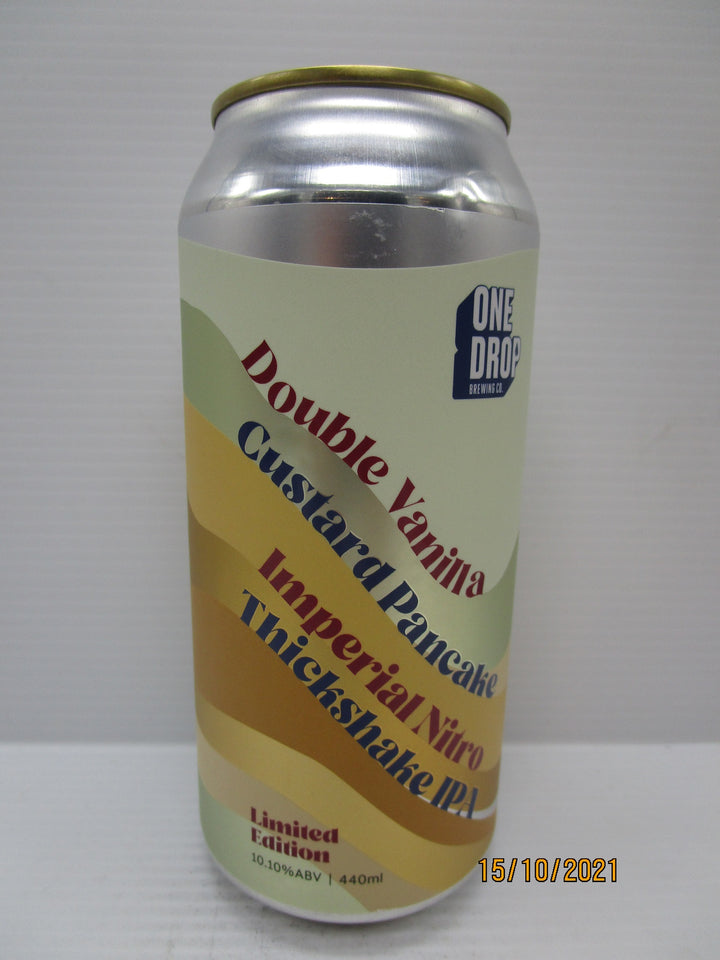 ONE
DROP
BREWING CO.
Double Vanilla
Custard Pancake
Imperial Nitro
Thickshake IPA
Limited
Edition
10.10%ABV | 440ml
15/10/2021